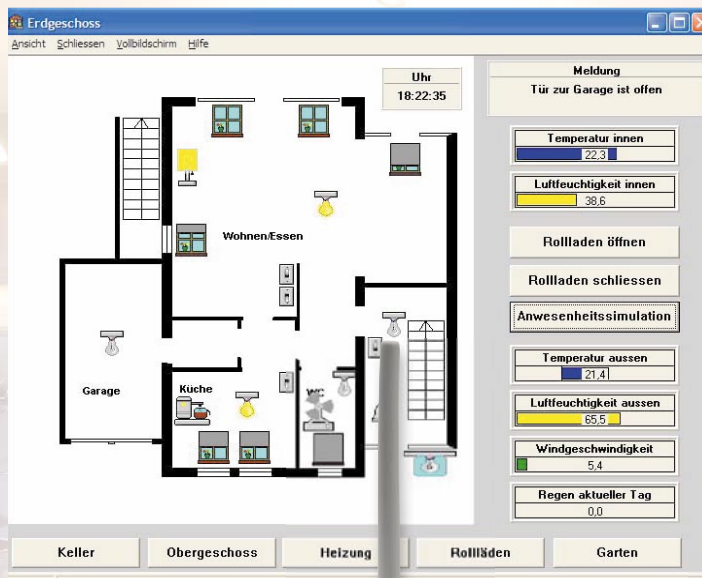 Erdgeschoss
Ansicht Schliessen Vollbildschirm Hilfe
Uhr
18:22:35
Meldung
Tür zur Garage ist offen
Temperatur innen
22,3
Luftfeuchtigkeit innen
38,6
Wohnen/Essen
Rollladen öffnen
Rollladen schliessen
Anwesenheitssimulation
Temperatur aussen
21,4
Garage
Küche
WC
Luftfeuchtigkeit aussen
65,5
Windgeschwindigkeit
5,4
Regen aktueller Tag
0,0
Keller
Obergeschoss
Heizung
Rollläden
Garten